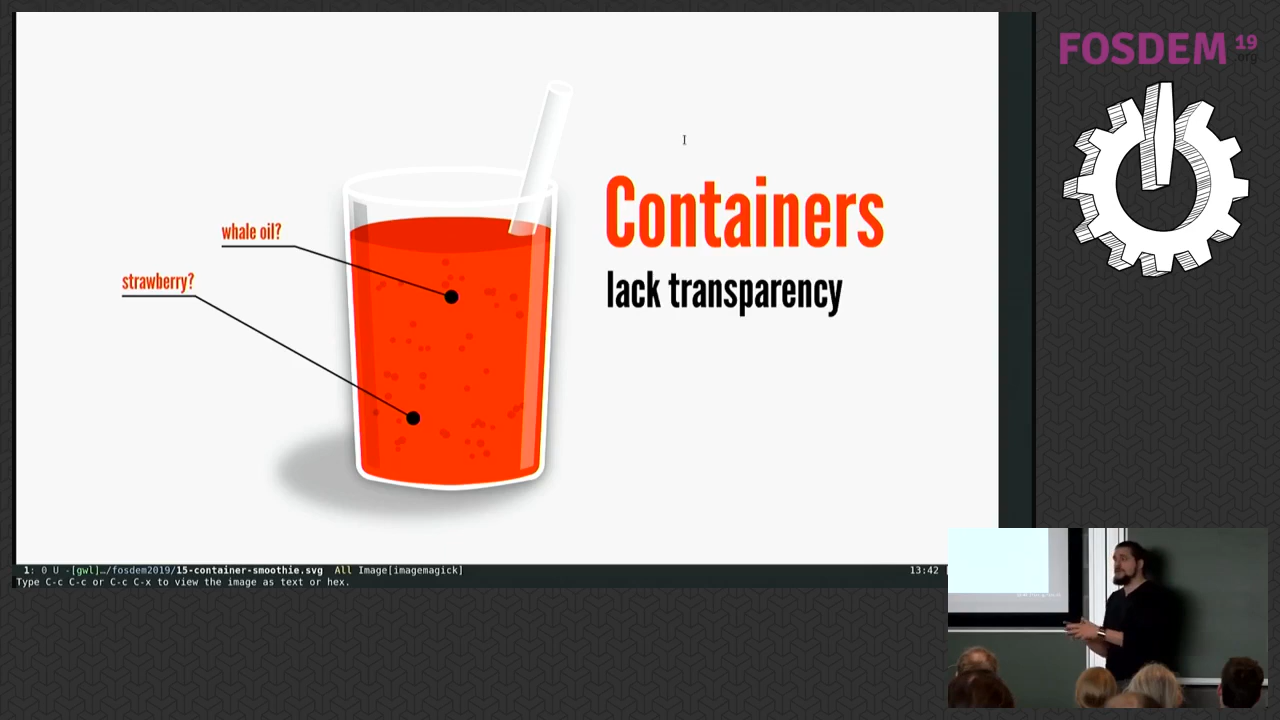 FOSDEM 19
.org
Containers
lack transparency
whale oil?
strawberry?
1: 0 U -[gwl]…/fosdem2019/15-container-smoothie.svg All Image[imagemagick] 13:42
Type C-c C-c or C-c C-x to view the image as text or hex.